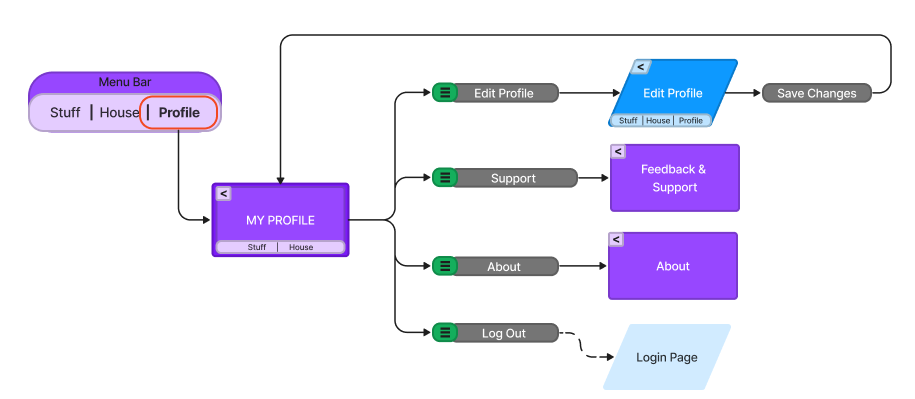 Menu Bar
Stuff | House | Profile
<
MY PROFILE
Stuff | House
Edit Profile
<
Edit Profile
Stuff | House | Profile
Save Changes
Support
<
Feedback &
Support
About
<
About
Log Out
Login Page